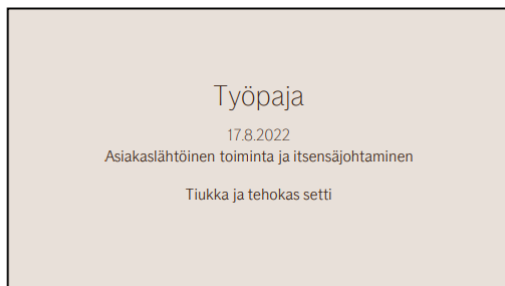 Työpaja
17.8.2022
Asiakaslähtöinen toiminta ja itsensäjohtaminen
Tiukka ja tehokas setti